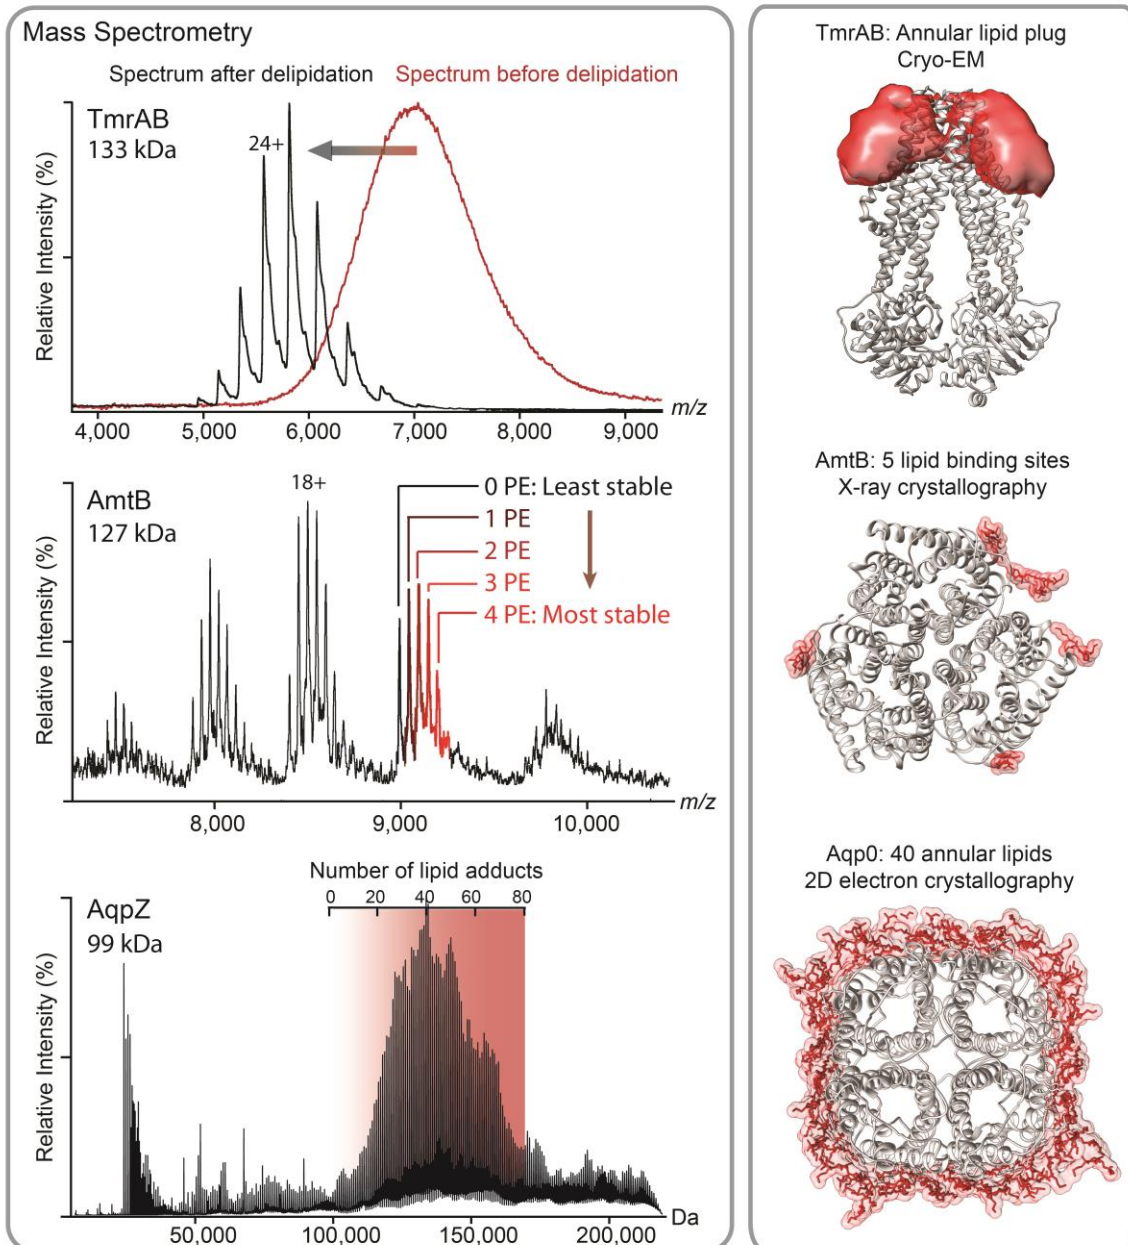 Mass Spectrometry
Spectrum after delipidation
Spectrum before delipidation
TmrAB
133 kDa
24+
Relative Intensity (%)
m/z
4,000
5,000
6,000
7,000
8,000
9,000
AmtB
127 kDa
18+
0 PE: Least stable
1 PE
2 PE
3 PE
4 PE: Most stable
Relative Intensity (%)
m/z
8,000
9,000
10,000
Number of lipid adducts
0
20
40
60
80
AqpZ
99 kDa
Relative Intensity (%)
Da
50,000
100,000
150,000
200,000
TmrAB: Annular lipid plug
Cryo-EM
AmtB: 5 lipid binding sites
X-ray crystallography
Aqp0: 40 annular lipids
2D electron crystallography